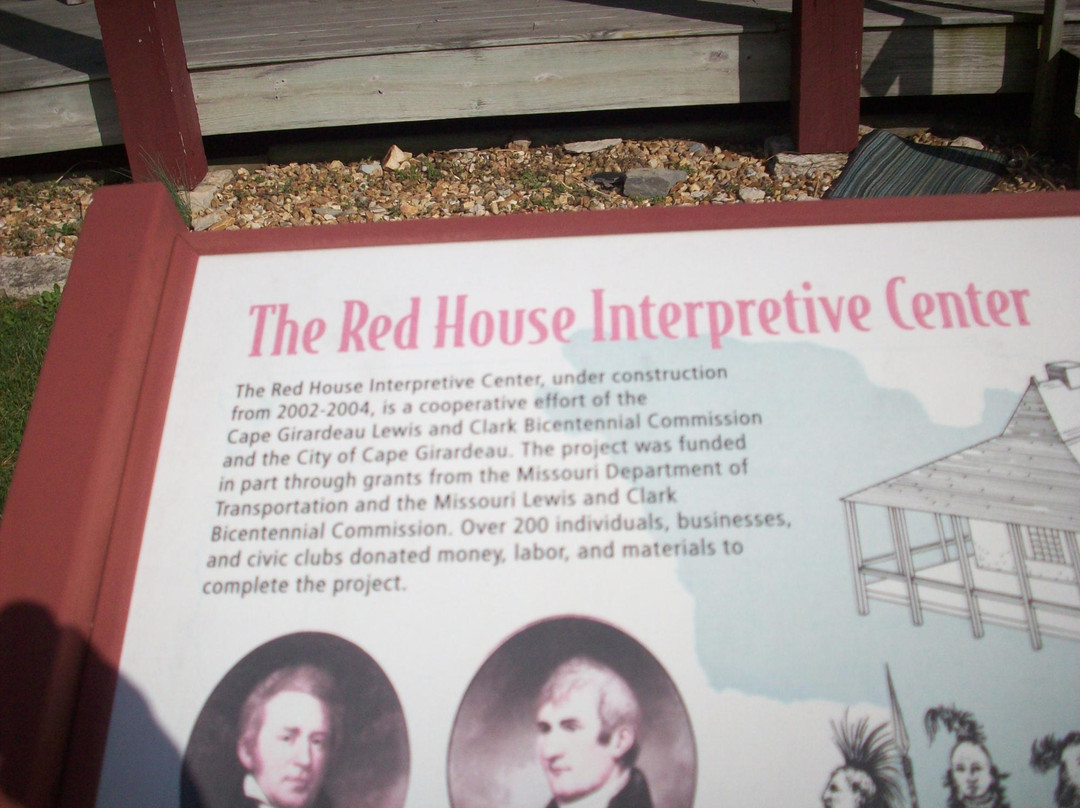 The Red House Interpretive Center
The Red House Interpretive Center, under construction
from 2002-2004, is a cooperative effort of the
Cape Girardeau Lewis and Clark Bicentennial Commission
and the City of Cape Girardeau. The project was funded
in part through grants from the Missouri Department of
Transportation and the Missouri Lewis and Clark
Bicentennial Commission. Over 200 individuals, businesses,
and civic clubs donated money, labor, and materials to
complete the project.